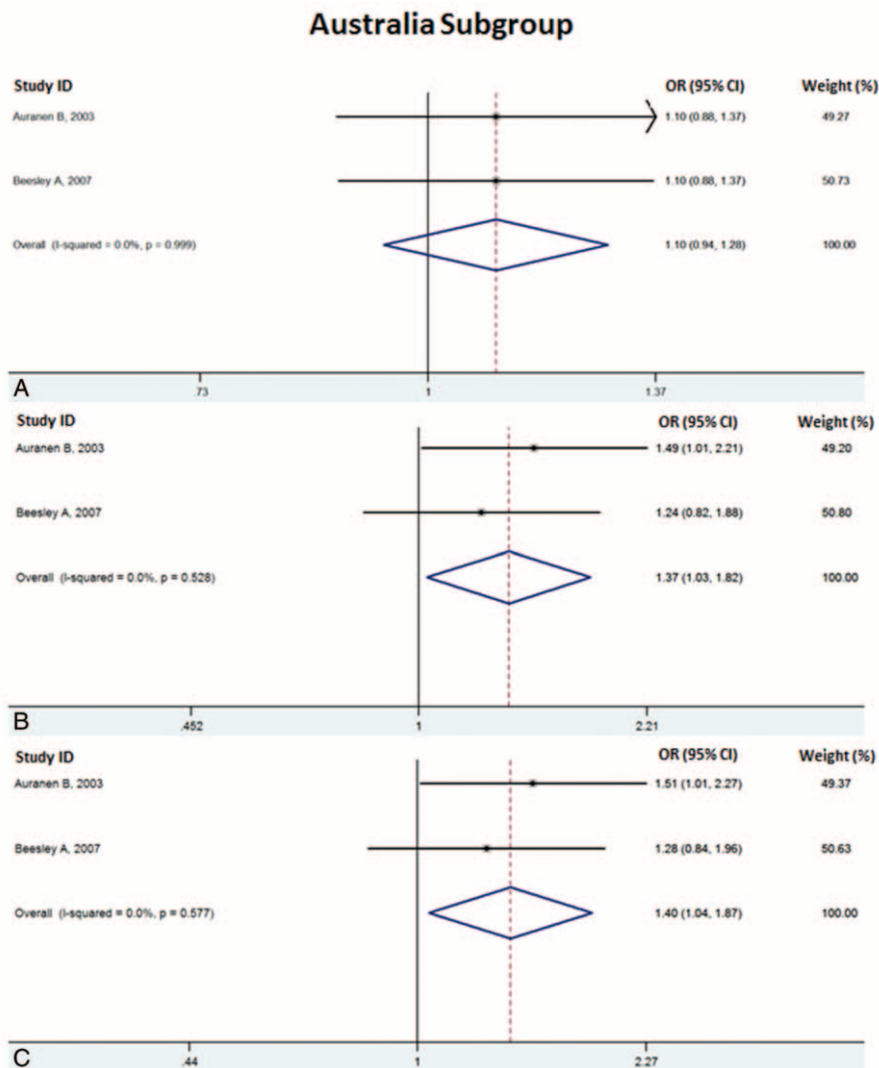 Australia Subgroup
Study ID OR (95% CI) Weight (%)
Auranen B, 2003 1.10 (0.88, 1.37) 49.27
Beesley A, 2007 1.10 (0.88, 1.37) 50.73
Overall (I-squared = 0.0%, p = 0.999) 1.10 (0.94, 1.28) 100.00
A
.73 1 1.37
Study ID OR (95% CI) Weight (%)
Auranen B, 2003 1.49 (1.01, 2.21) 49.20
Beesley A, 2007 1.24 (0.82, 1.88) 50.80
Overall (I-squared = 0.0%, p = 0.528) 1.37 (1.03, 1.82) 100.00
B
.452 1 2.21
Study ID OR (95% CI) Weight (%)
Auranen B, 2003 1.51 (1.01, 2.27) 49.37
Beesley A, 2007 1.28 (0.84, 1.96) 50.63
Overall (I-squared = 0.0%, p = 0.577) 1.40 (1.04, 1.87) 100.00
C
.44 1 2.27